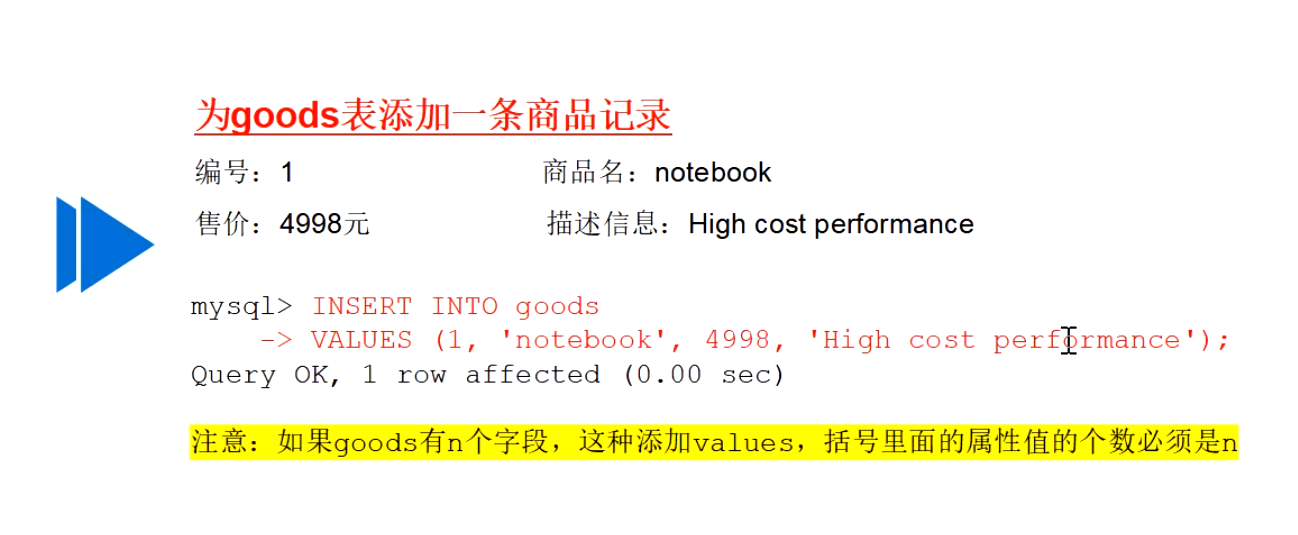 为goods表添加一条商品记录
编号：1 商品名：notebook
售价：4998元 描述信息：High cost performance
mysql> INSERT INTO goods
-> VALUES (1, 'notebook', 4998, 'High cost performance');
Query OK, 1 row affected (0.00 sec)
注意：如果goods有n个字段，这种添加values，括号里面的属性值的个数必须是n